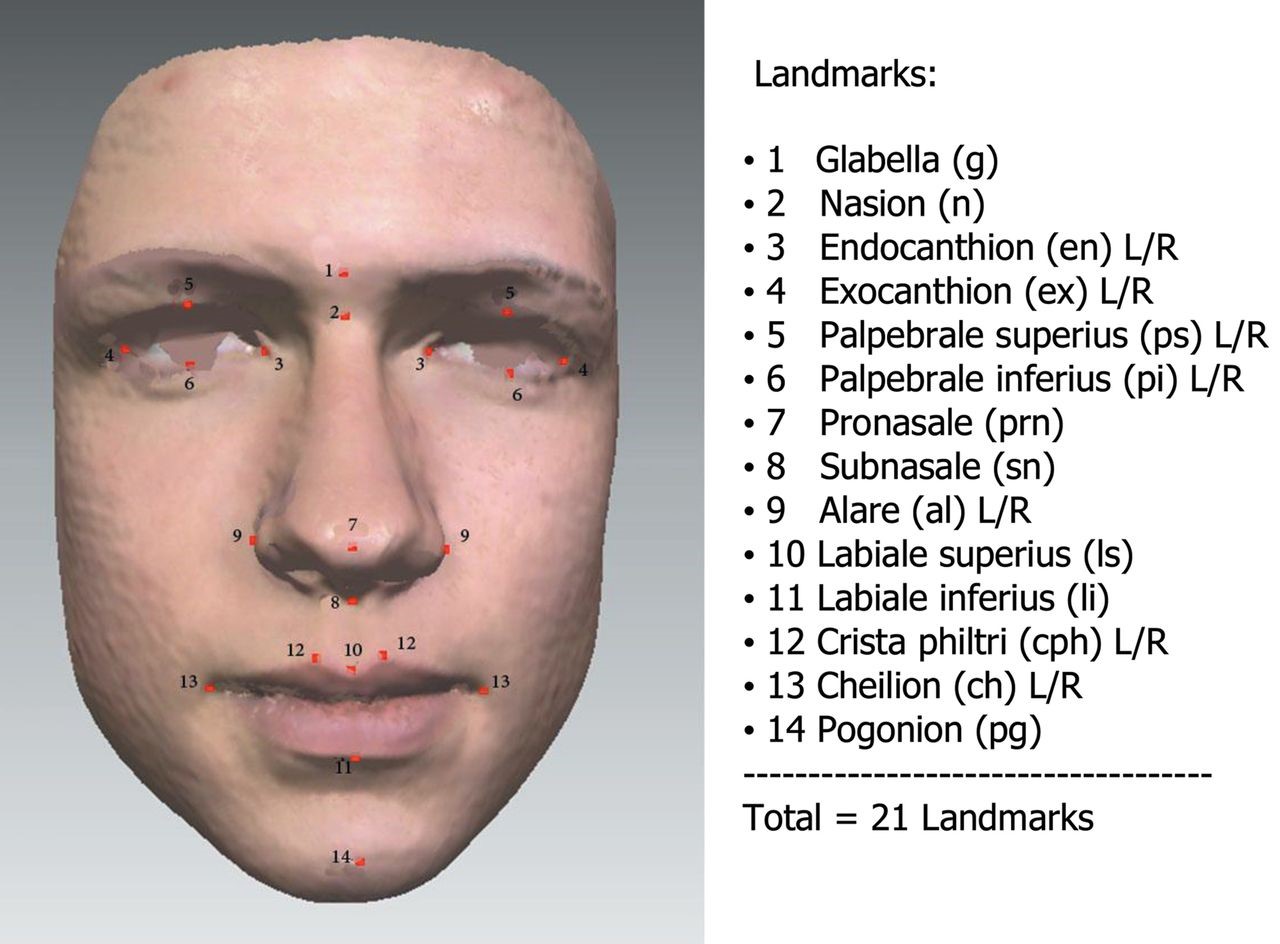 Landmarks:
• 1 Glabella (g)
• 2 Nasion (n)
• 3 Endocanthion (en) L/R
• 4 Exocanthion (ex) L/R
• 5 Palpebrale superius (ps) L/R
• 6 Palpebrale inferius (pi) L/R
• 7 Pronasale (prn)
• 8 Subnasale (sn)
• 9 Alare (al) L/R
• 10 Labiale superius (ls)
• 11 Labiale inferius (li)
• 12 Crista philtri (cph) L/R
• 13 Cheilion (ch) L/R
• 14 Pogonion (pg)
------------------------------------
Total = 21 Landmarks
1
5
5
2
4
3
3
4
6
6
7
9
9
8
12
10
12
13
13
11
14